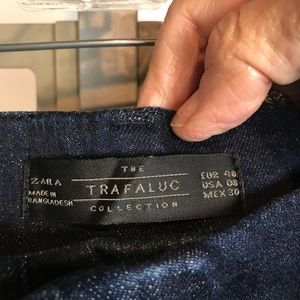 ZARA
MADE IN
BANGLADESH
THE
TRAFALUC
COLLECTION
EUR 40
USA 08
MEX 30